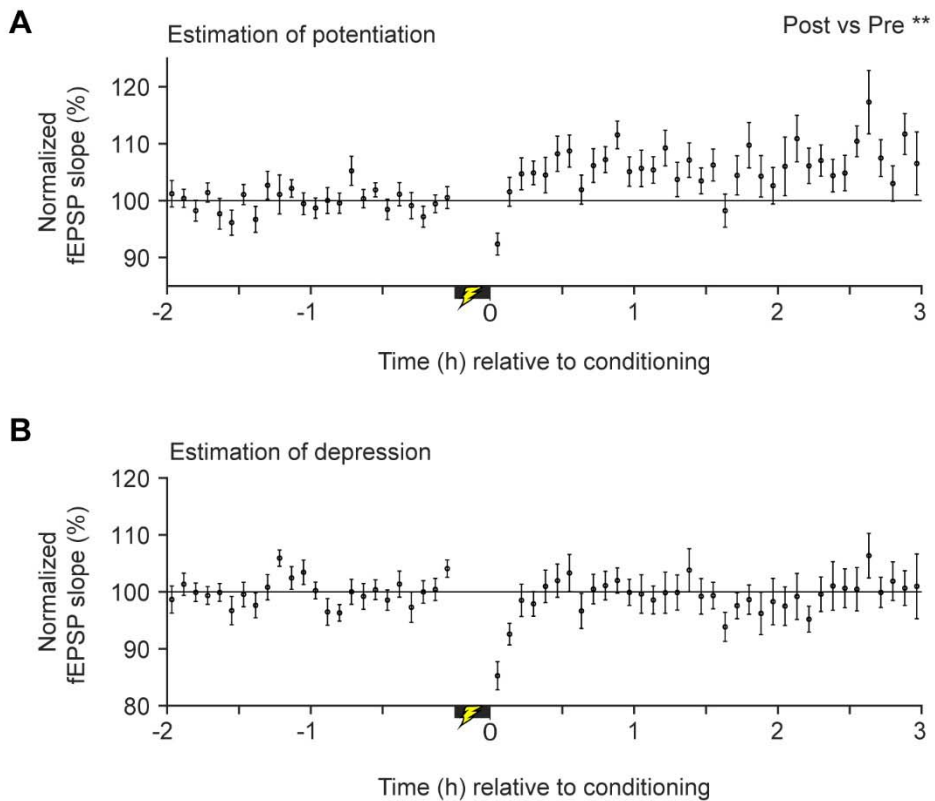 A
Estimation of potentiation
Post vs Pre **
Normalized
fEPSP slope (%)
120
110
100
90
-2
-1
0
1
2
3
Time (h) relative to conditioning
B
Estimation of depression
Normalized
fEPSP slope (%)
120
110
100
90
80
-2
-1
0
1
2
3
Time (h) relative to conditioning